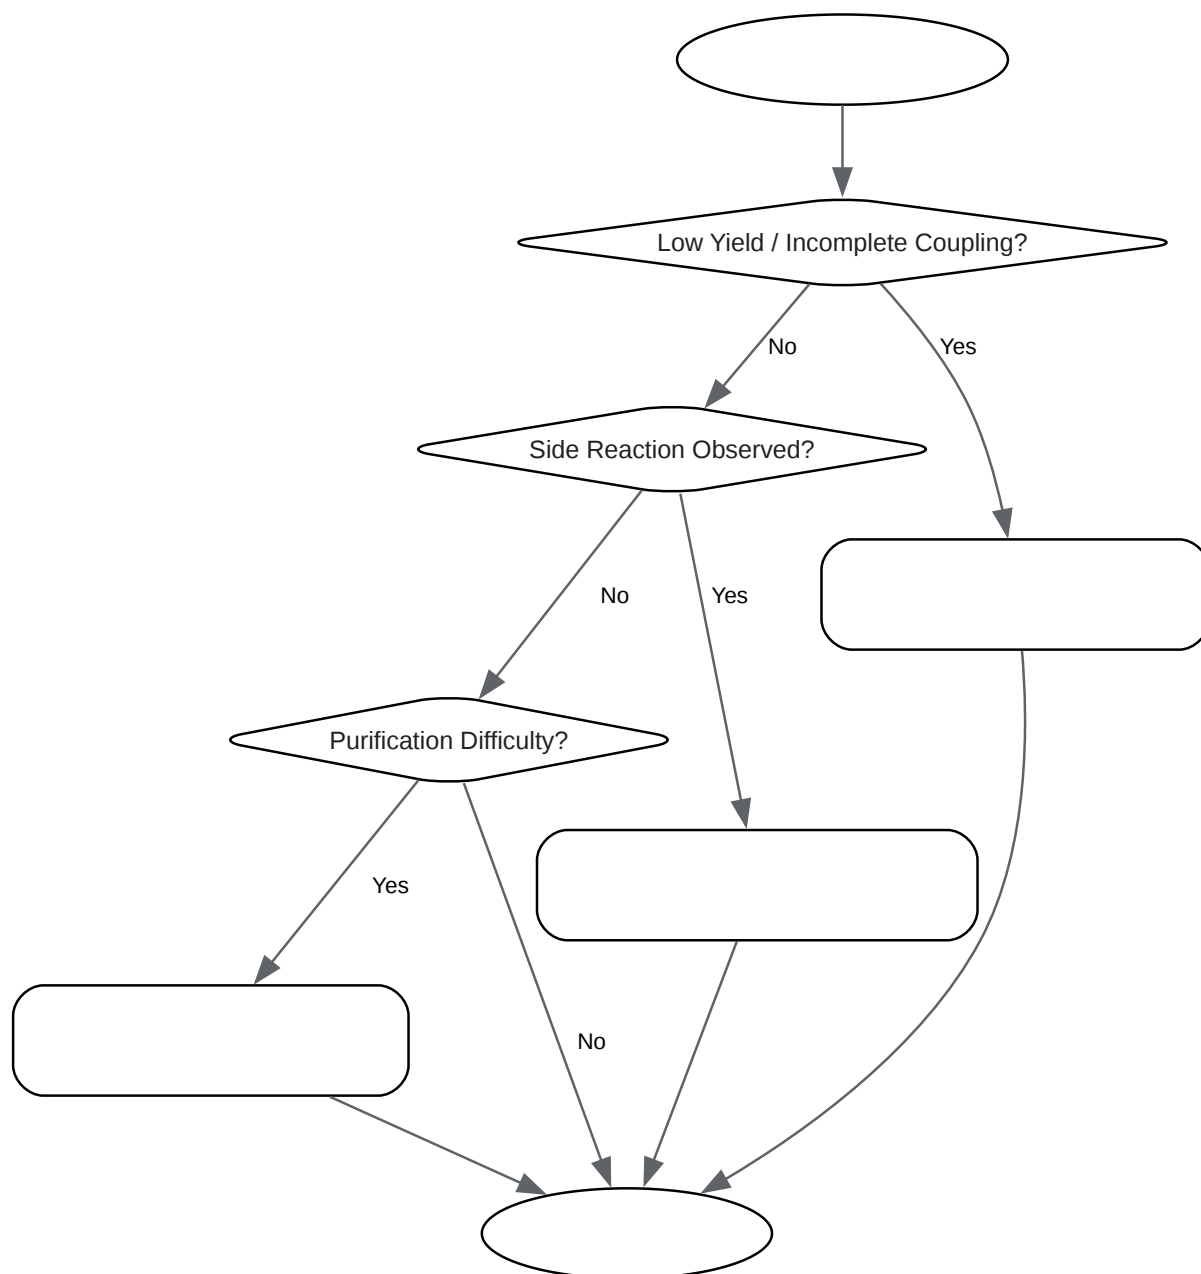 Low Yield / Incomplete Coupling?
No
Yes
Side Reaction Observed?
No
Yes
Purification Difficulty?
Yes
No